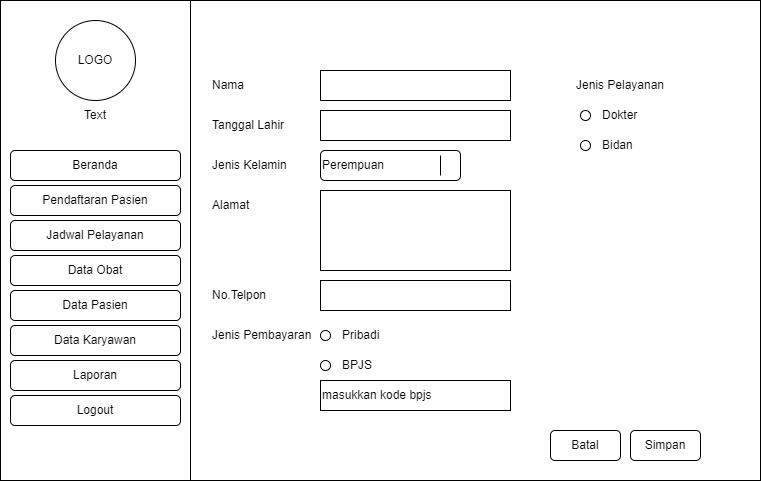 LOGO
Text
Beranda
Pendaftaran Pasien
Jadwal Pelayanan
Data Obat
Data Pasien
Data Karyawan
Laporan
Logout
Nama
Tanggal Lahir
Jenis Kelamin Perempuan
Alamat
No.Telpon
Jenis Pembayaran Pribadi
BPJS
masukkan kode bpjs
Jenis Pelayanan
Dokter
Bidan
Batal Simpan